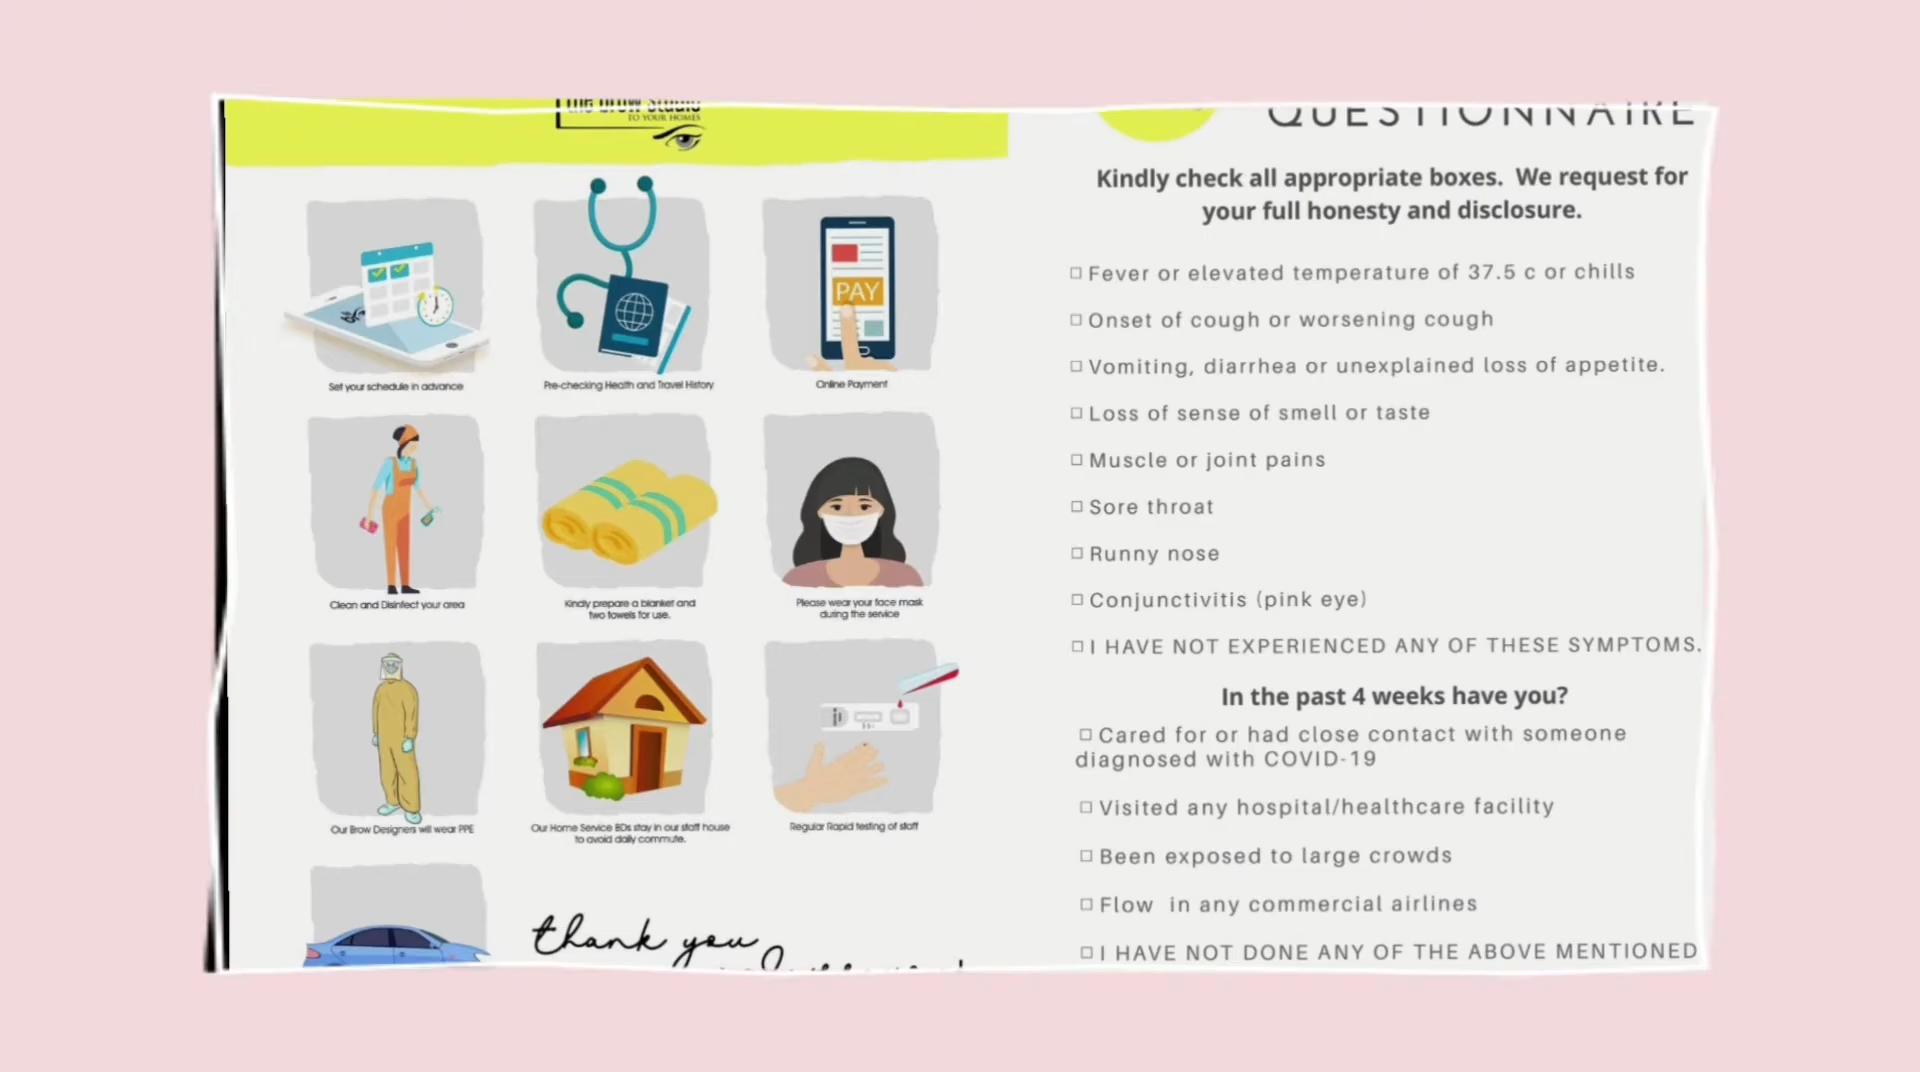 the brow studio
TO YOUR HOMES
PAY
Set your schedule in advance
Pre-checking Health and Travel History
Online Payment
Clean and Disinfect your area
Kindly prepare a blanket and
two towels for use.
Please wear your face mask
during the service
Our Brow Designers will wear PPE
Our Home Service BDs stay in our staff house
to avoid daily commute.
Regular Rapid testing of staff
thank you
QUESTIONNAIRE
Kindly check all appropriate boxes. We request for
your full honesty and disclosure.
☐ Fever or elevated temperature of 37.5 c or chills
☐ Onset of cough or worsening cough
☐ Vomiting, diarrhea or unexplained loss of appetite.
☐ Loss of sense of smell or taste
☐ Muscle or joint pains
☐ Sore throat
☐ Runny nose
☐ Conjunctivitis (pink eye)
☐ I HAVE NOT EXPERIENCED ANY OF THESE SYMPTOMS.
In the past 4 weeks have you?
☐ Cared for or had close contact with someone
diagnosed with COVID-19
☐ Visited any hospital/healthcare facility
☐ Been exposed to large crowds
☐ Flow in any commercial airlines
☐ I HAVE NOT DONE ANY OF THE ABOVE MENTIONED